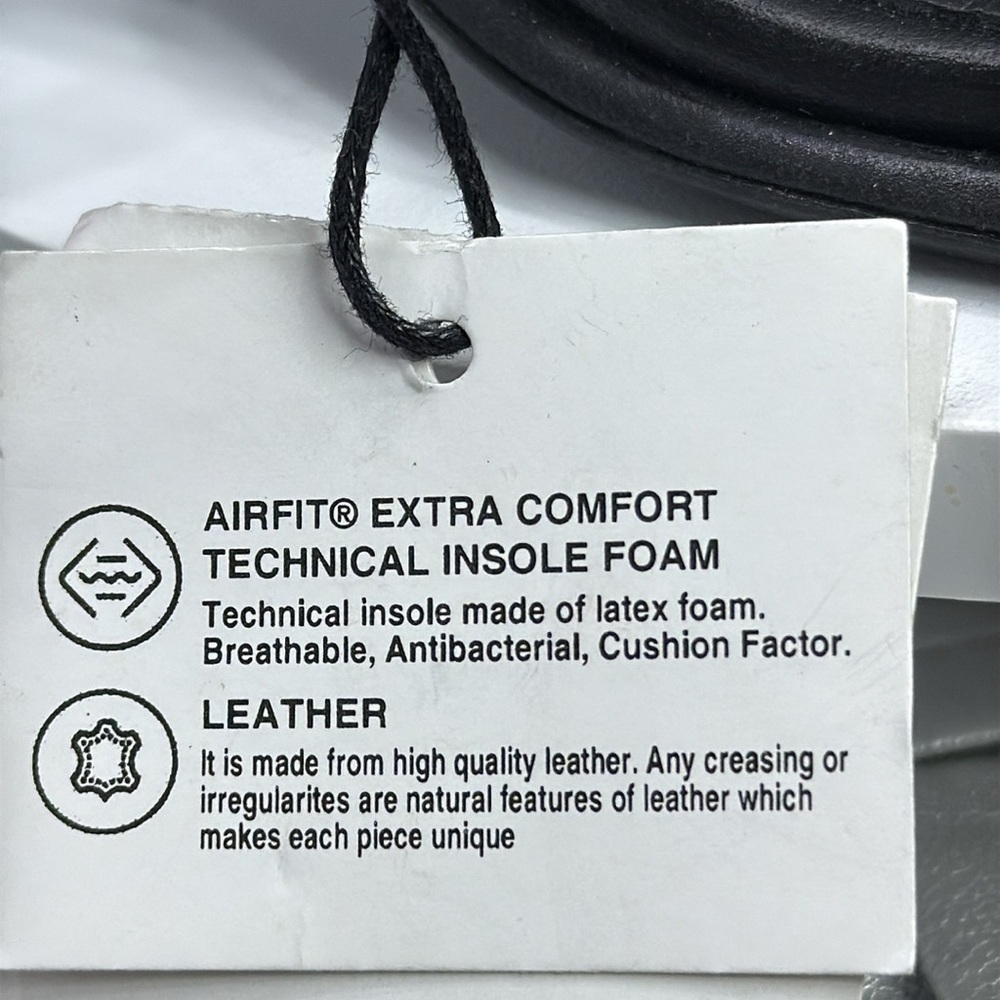 AIRFIT® EXTRA COMFORT
TECHNICAL INSOLE FOAM
Technical insole made of latex foam.
Breathable, Antibacterial, Cushion Factor.
LEATHER
It is made from high quality leather. Any creasing or
irregularites are natural features of leather which
makes each piece unique